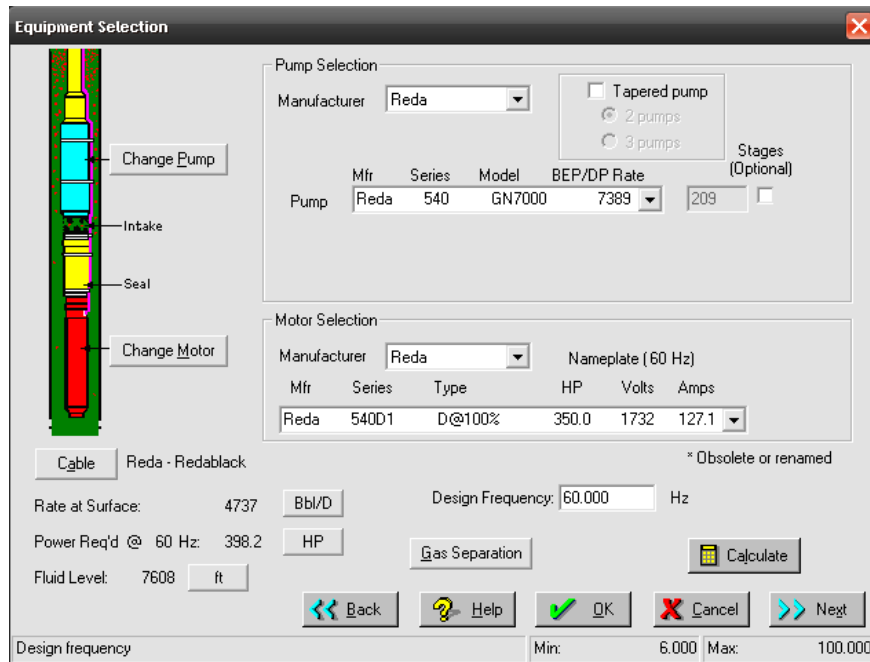 Equipment Selection
Pump Selection
Manufacturer Reda
Tapered pump
2 pumps
3 pumps
Stages
(Optional)
Mfr Series Model BEP/DP Rate
Pump Reda 540 GN7000 7389 209
Change Pump
Intake
Seal
Change Motor
Motor Selection
Manufacturer Reda Nameplate ( 60 Hz)
Mfr Series Type HP Volts Amps
Reda 540D1 D@100% 350.0 1732 127.1
* Obsolete or renamed
Cable Reda - Redablack
Rate at Surface: 4737 Bbl/D
Design Frequency: 60.000 Hz
Power Req'd @ 60 Hz: 398.2 HP
Gas Separation
Calculate
Fluid Level: 7608 ft
Back Help OK Cancel Next
Design frequency Min: 6.000 Max: 100.000